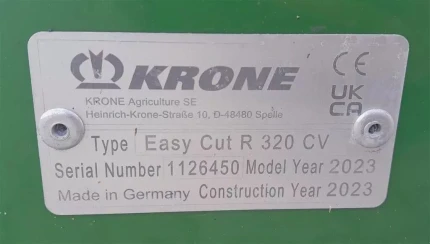 KRONE
CE
KRONE Agriculture SE
Heinrich-Krone-Straße 10, D-48480 Spelle
UK
CA
Type Easy Cut R 320 CV
Serial Number 1126450 Model Year 2023
Made in Germany Construction Year 2023